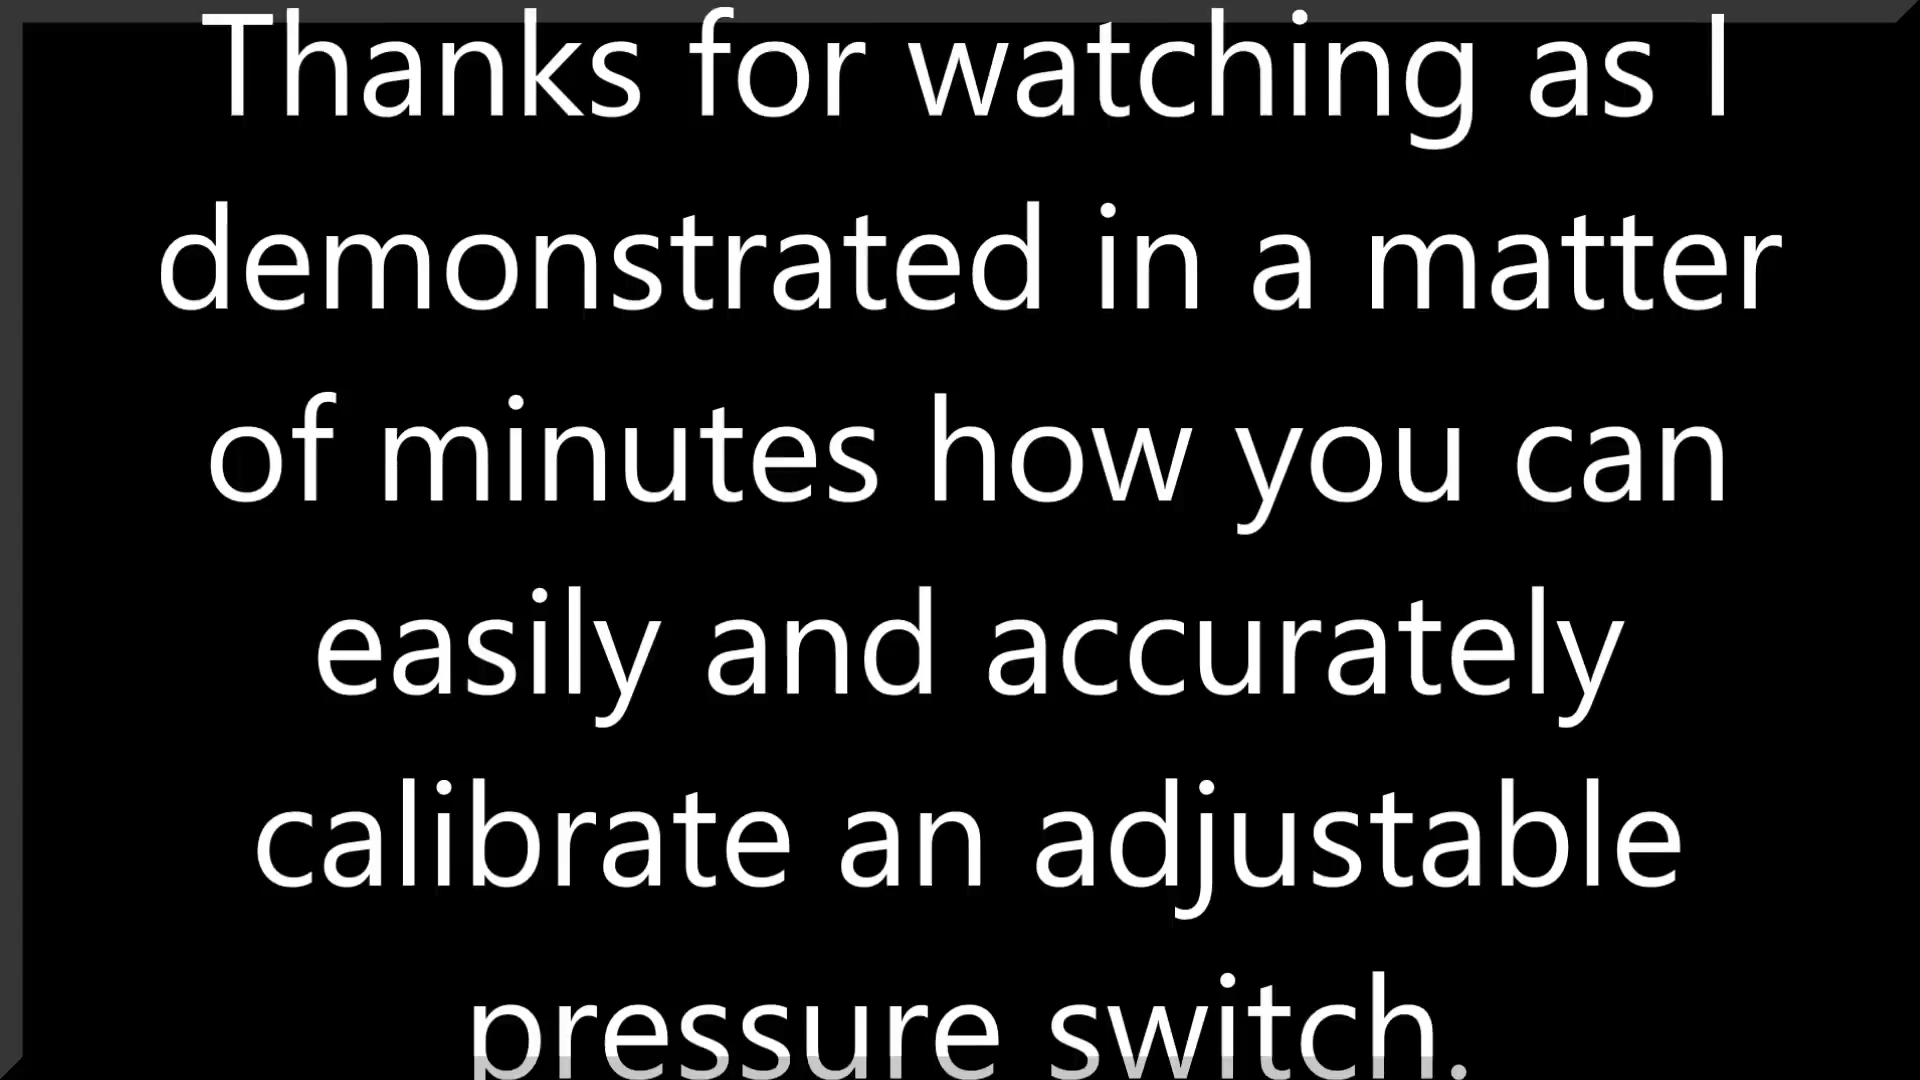 Thanks for watching as I
demonstrated in a matter
of minutes how you can
easily and accurately
calibrate an adjustable
pressure switch.